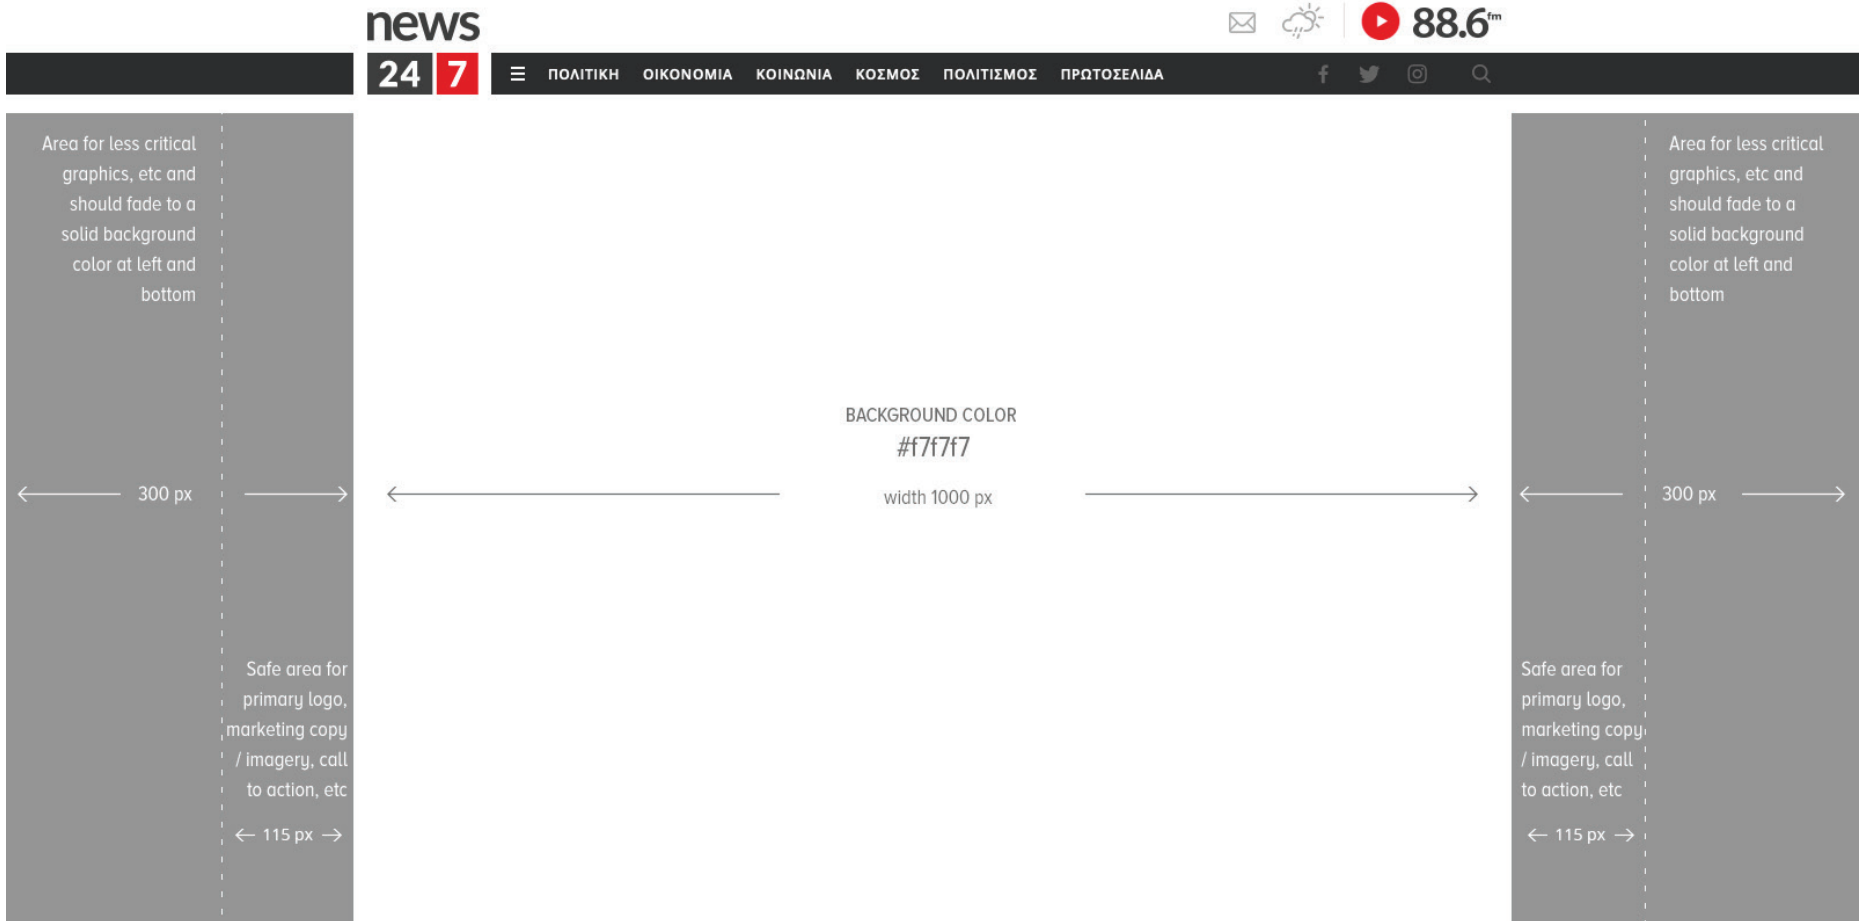 news
24 7
88.6 fm
ΠΟΛΙΤΙΚΗ ΟΙΚΟΝΟΜΙΑ ΚΟΙΝΩΝΙΑ ΚΟΣΜΟΣ ΠΟΛΙΤΙΣΜΟΣ ΠΡΩΤΟΣΕΛΙΔΑ
Area for less critical
graphics, etc and
should fade to a
solid background
color at left and
bottom
300 px
Safe area for
primary logo,
marketing copy
/ imagery, call
to action, etc
115 px
BACKGROUND COLOR
#f7f7f7
width 1000 px
Area for less critical
graphics, etc and
should fade to a
solid background
color at left and
bottom
300 px
Safe area for
primary logo,
marketing copy
/ imagery, call
to action, etc
115 px